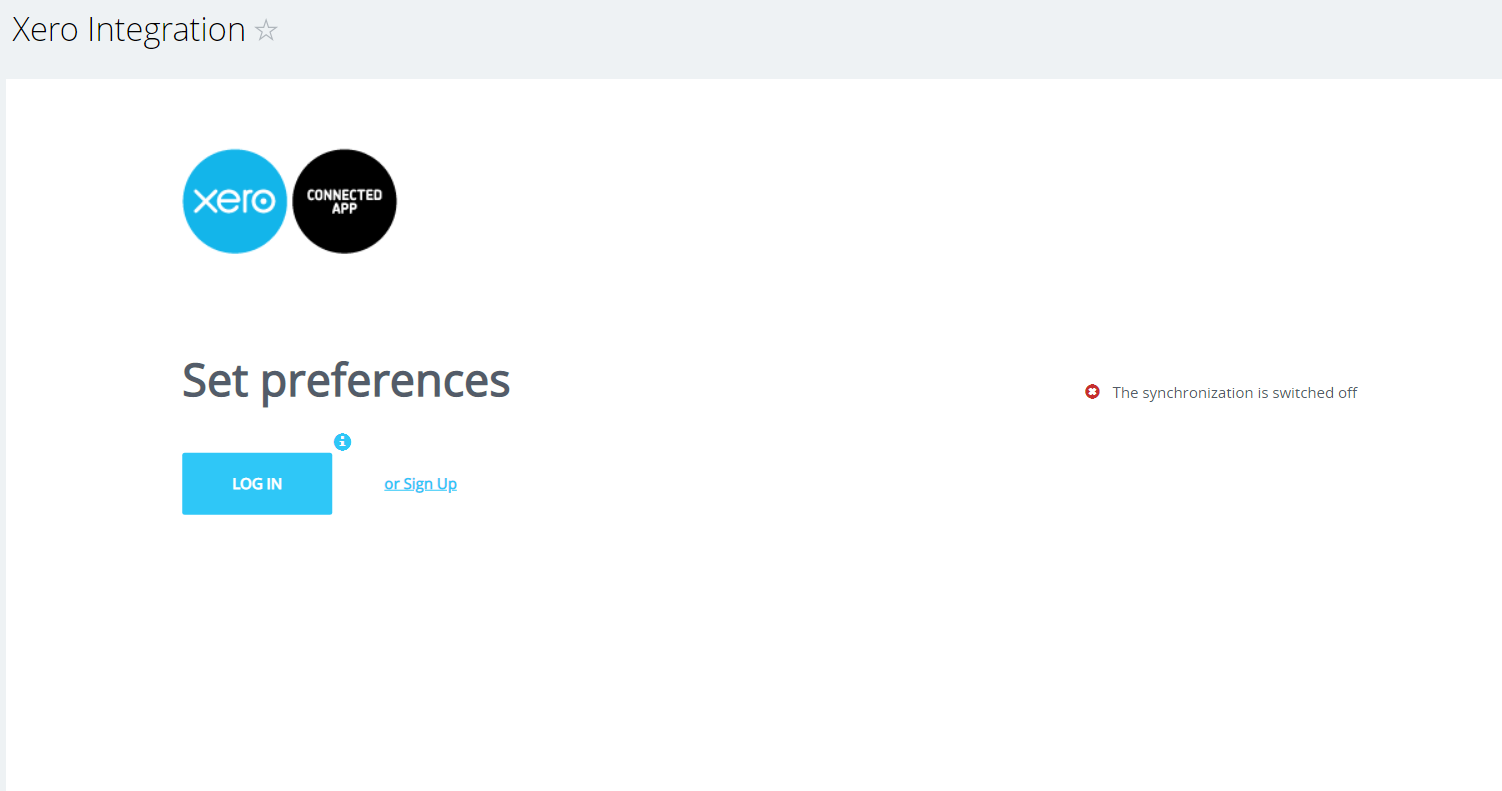 Xero Integration
xero
CONNECTED
APP
Set preferences
The synchronization is switched off
LOG IN
or Sign Up